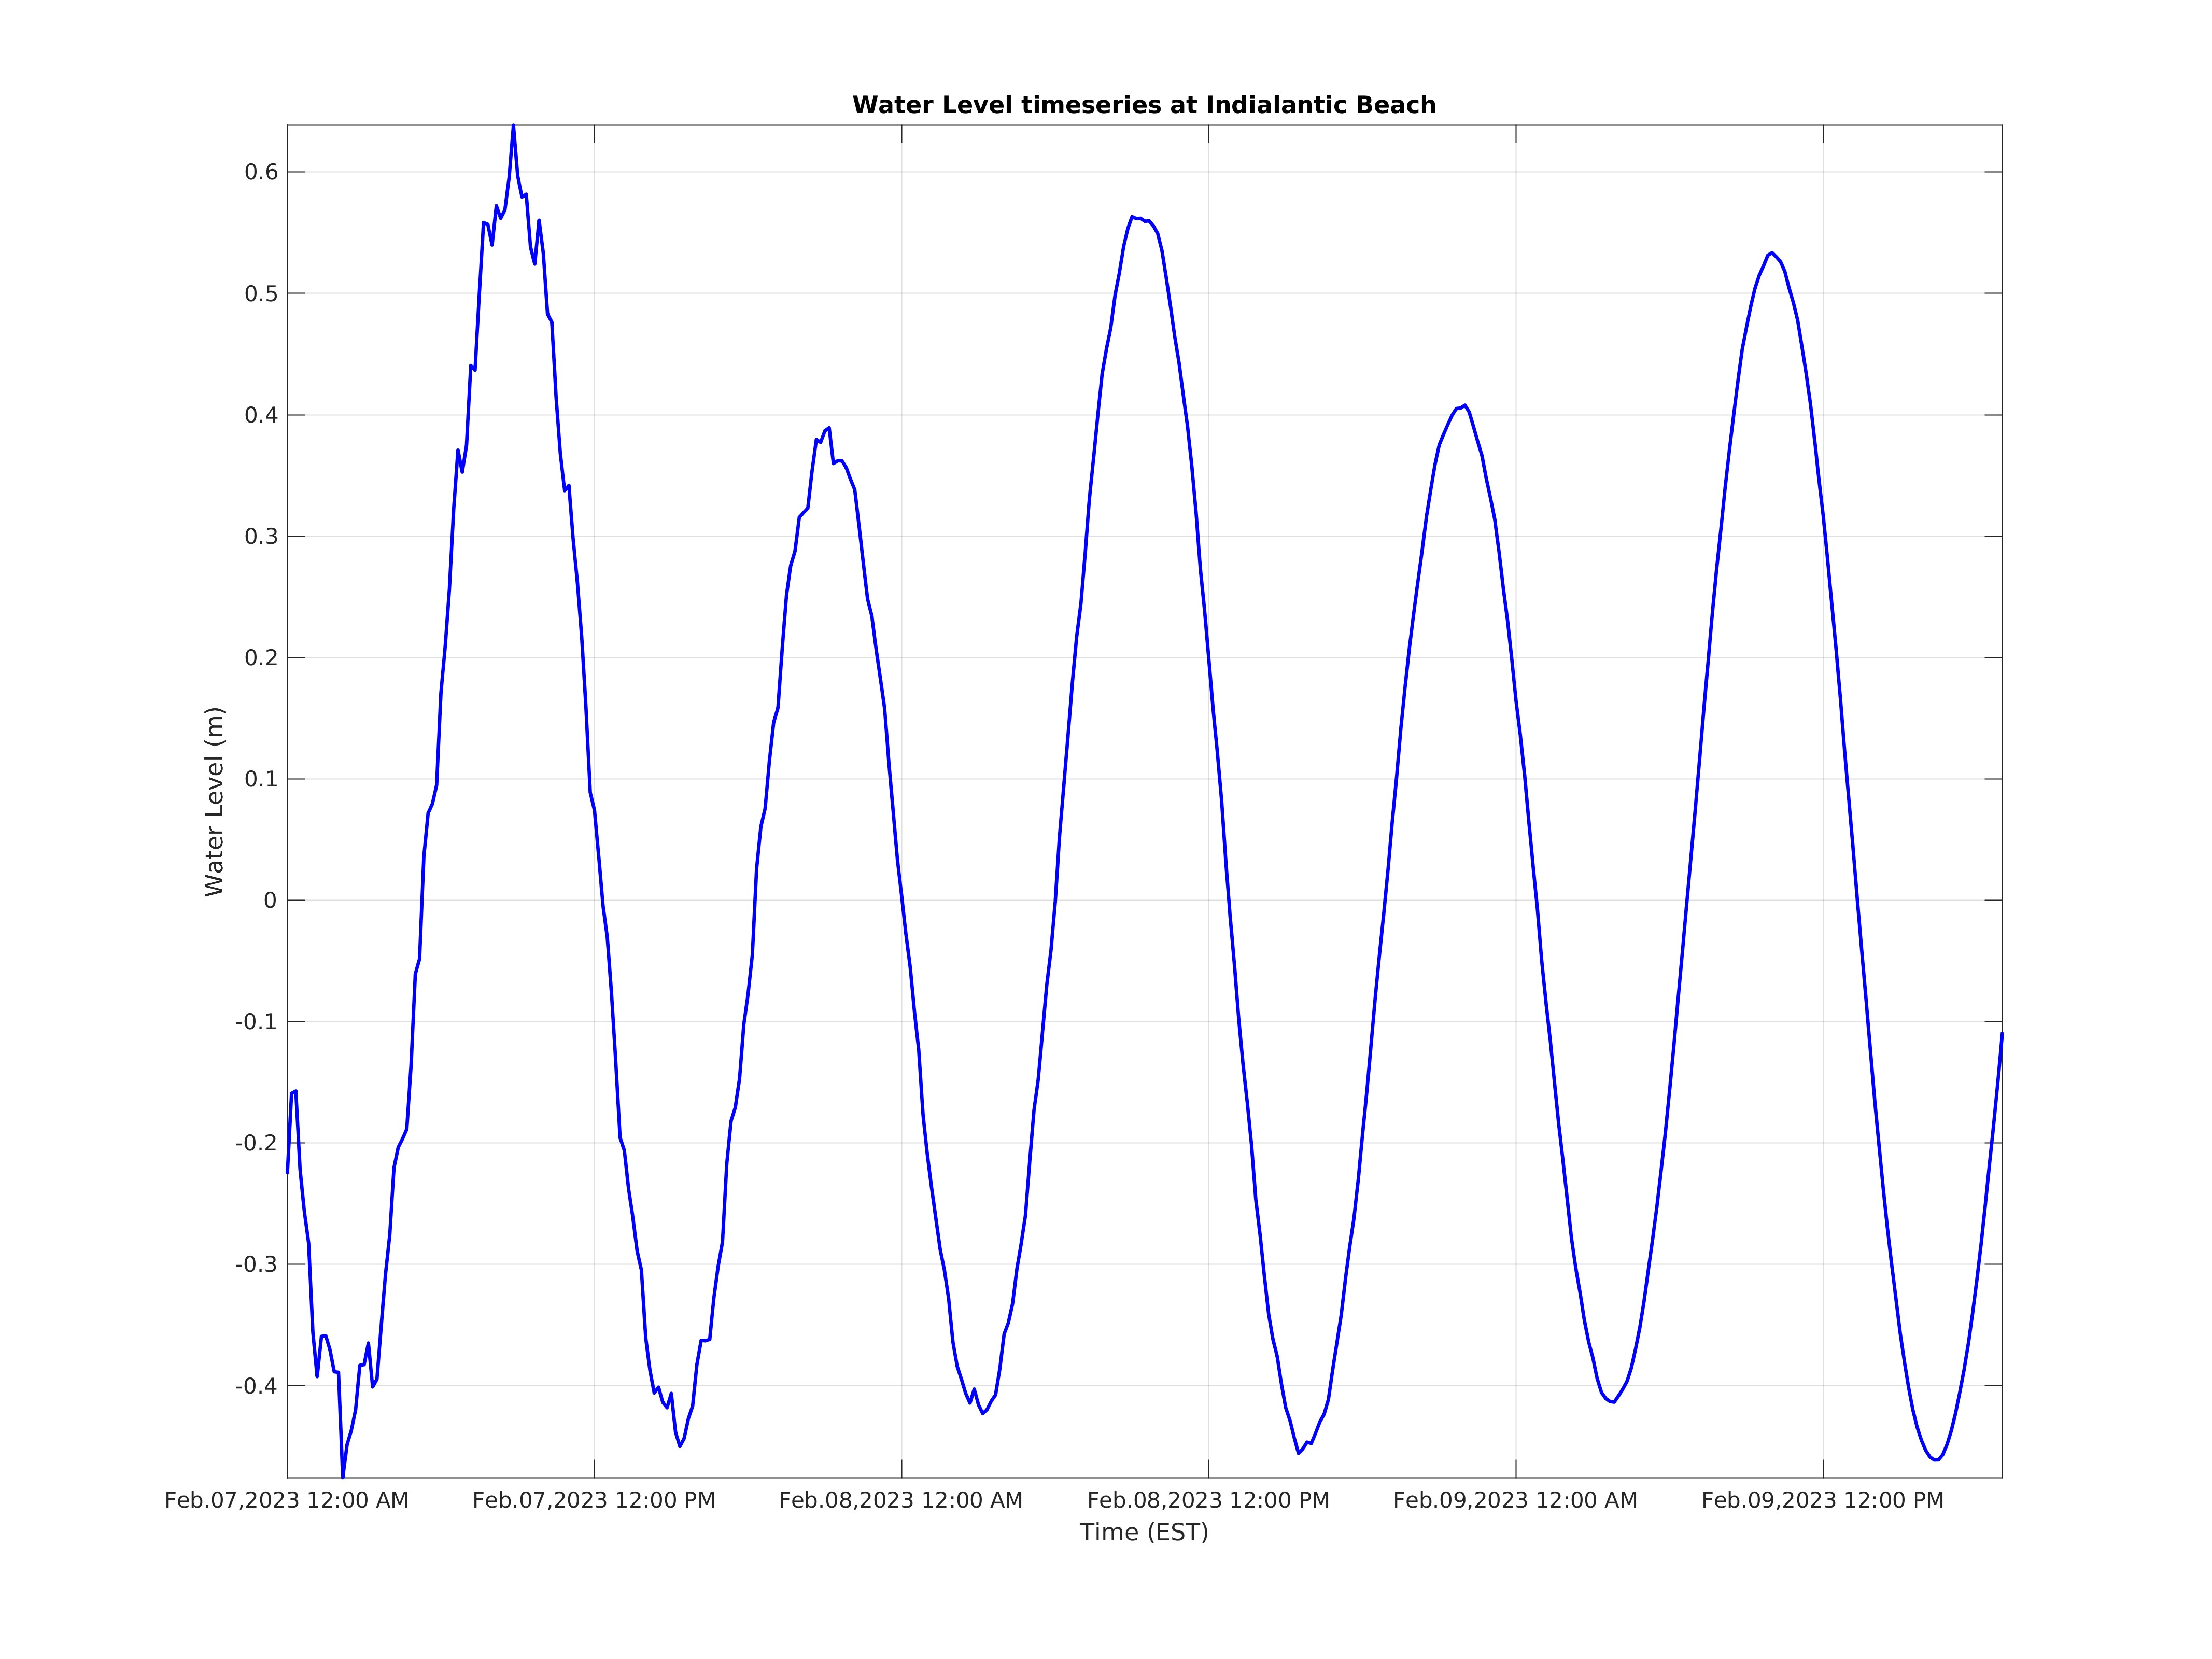 Water Level timeseries at Indialantic Beach
0.6
0.5
0.4
0.3
0.2
0.1
0
-0.1
-0.2
-0.3
-0.4
Water Level (m)
Feb.07,2023 12:00 AM Feb.07,2023 12:00 PM Feb.08,2023 12:00 AM Feb.08,2023 12:00 PM Feb.09,2023 12:00 AM Feb.09,2023 12:00 PM
Time (EST)